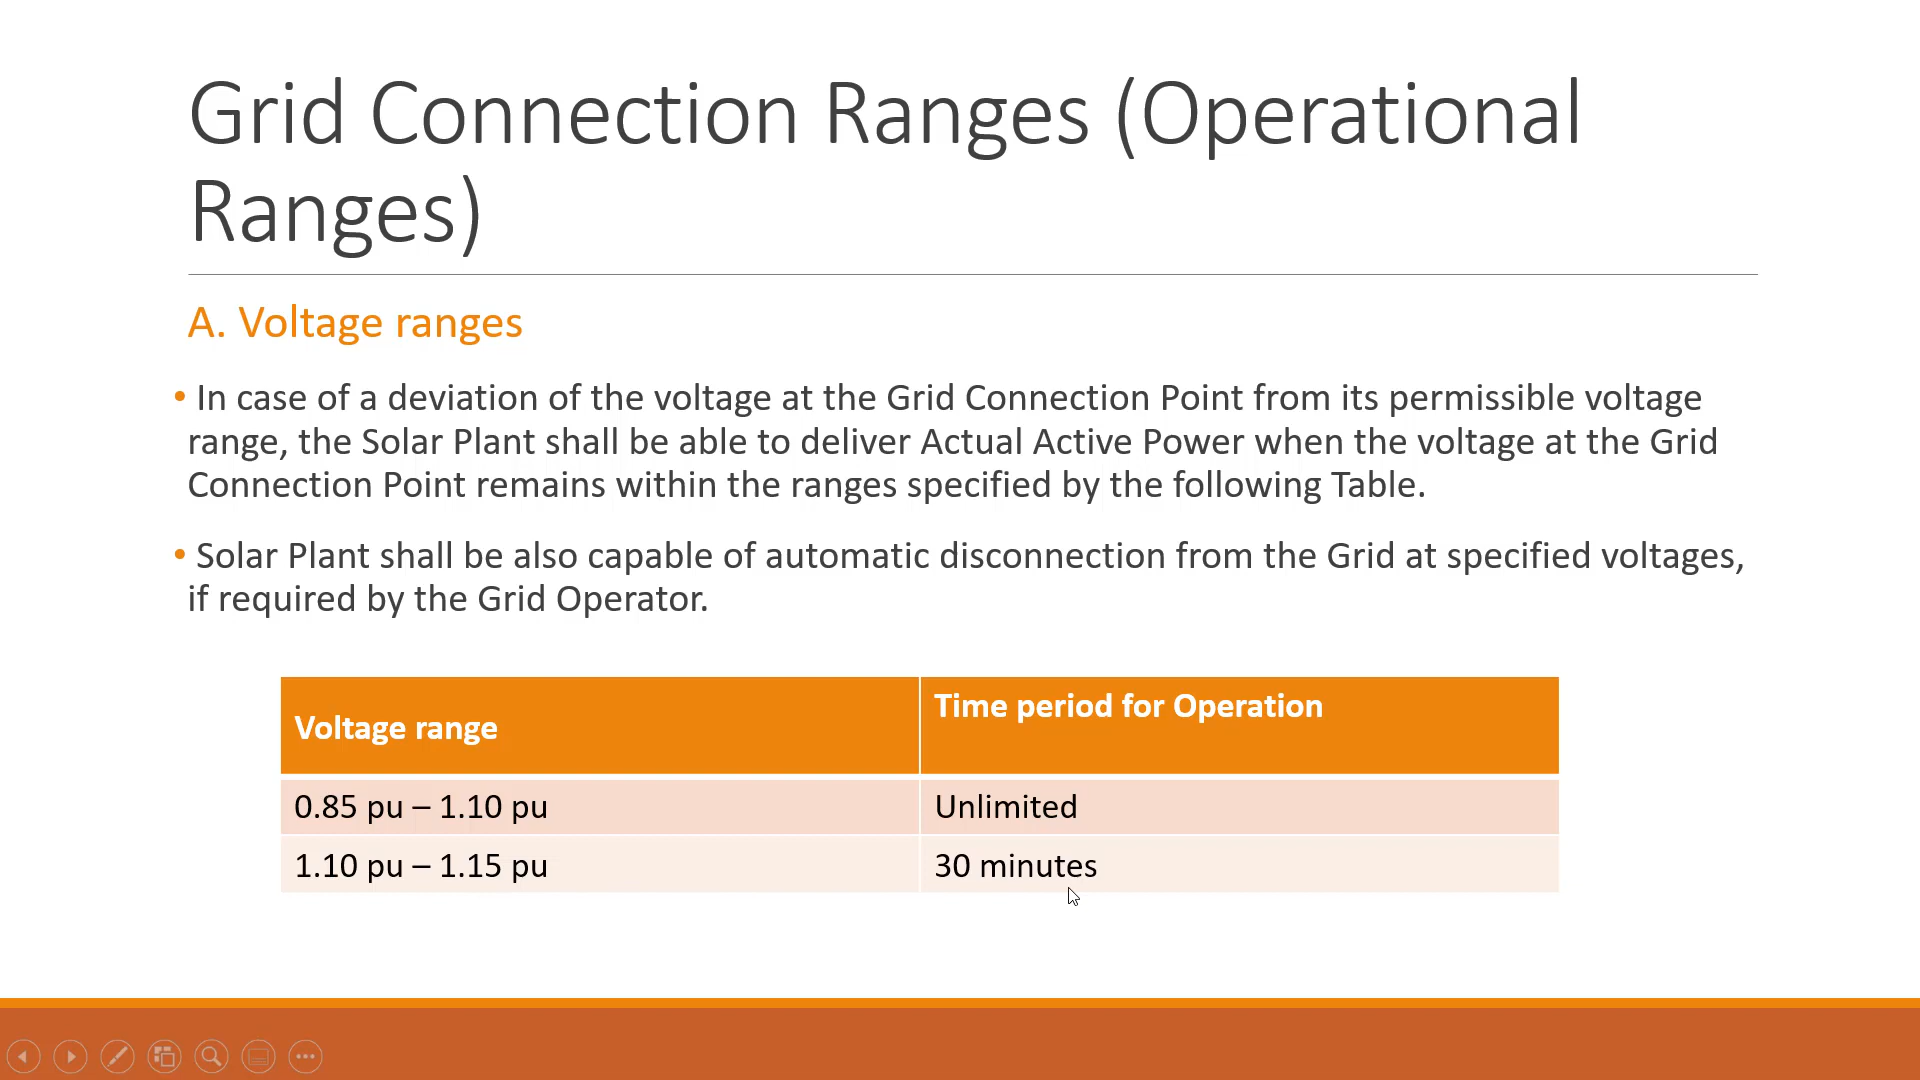 Grid Connection Ranges (Operational
Ranges)
A. Voltage ranges
• In case of a deviation of the voltage at the Grid Connection Point from its permissible voltage
range, the Solar Plant shall be able to deliver Actual Active Power when the voltage at the Grid
Connection Point remains within the ranges specified by the following Table.
• Solar Plant shall be also capable of automatic disconnection from the Grid at specified voltages,
if required by the Grid Operator.
Voltage range
Time period for Operation
0.85 pu – 1.10 pu
Unlimited
1.10 pu – 1.15 pu
30 minutes